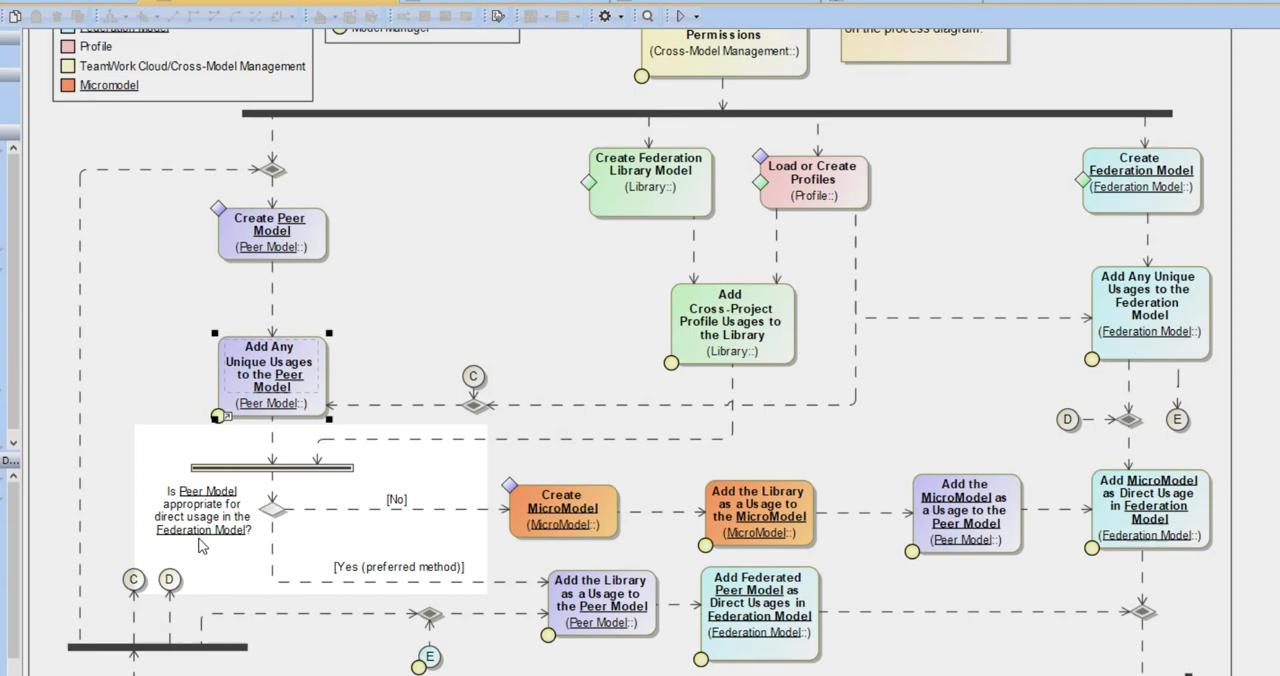 Federation Model
Profile
TeamWork Cloud/Cross-Model Management
Micromodel
Model Manager
Permissions
(Cross-Model Management::)
on the process diagram.
Create Federation
Library Model
(Library::)
Load or Create
Profiles
(Profile::)
Create
Federation Model
(Federation Model::)
Create Peer
Model
(Peer Model::)
Add Any Unique
Usages to the
Federation
Model
(Federation Model::)
Add
Cross-Project
Profile Usages to
the Library
(Library::)
Add Any
Unique Usages
to the Peer
Model
(Peer Model::)
C
D
E
Is Peer Model
appropriate for
direct usage in the
Federation Model?
[No]
Create
MicroModel
(MicroModel::)
Add the Library
as a Usage to
the MicroModel
(MicroModel::)
Add the
MicroModel as
a Usage to the
Peer Model
(Peer Model::)
Add MicroModel
as Direct Usage
in Federation
Model
(Federation Model::)
[Yes (preferred method)]
C
D
Add the Library
as a Usage to
the Peer Model
(Peer Model::)
Add Federated
Peer Model as
Direct Usages in
Federation Model
(Federation Model::)
E
D...